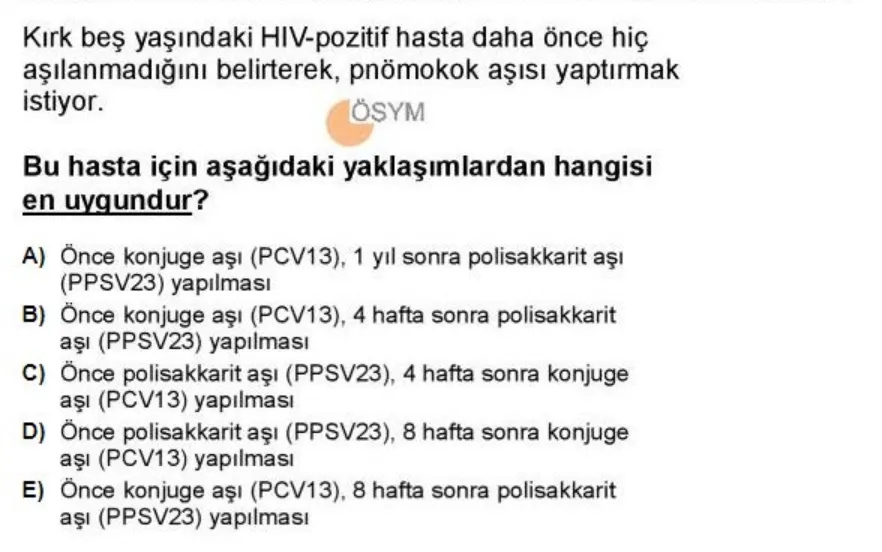 Kırk beş yaşındaki HIV-pozitif hasta daha önce hiç
aşılanmadığını belirterek, pnömokok aşısı yaptırmak
istiyor.
ÖSYM
Bu hasta için aşağıdaki yaklaşımlardan hangisi
en uygundur?
A) Önce konjuge aşı (PCV13), 1 yıl sonra polisakkarit aşı
(PPSV23) yapılması
B) Önce konjuge aşı (PCV13), 4 hafta sonra polisakkarit
aşı (PPSV23) yapılması
C) Önce polisakkarit aşı (PPSV23), 4 hafta sonra konjuge
aşı (PCV13) yapılması
D) Önce polisakkarit aşı (PPSV23), 8 hafta sonra konjuge
aşı (PCV13) yapılması
E) Önce konjuge aşı (PCV13), 8 hafta sonra polisakkarit
aşı (PPSV23) yapılması